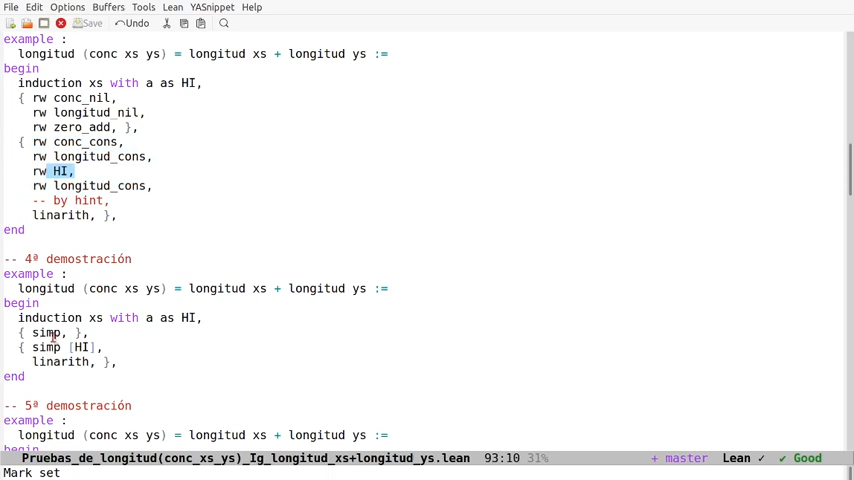 File Edit Options Buffers Tools Lean YASnippet Help
Save Undo
example :
  longitud (conc xs ys) = longitud xs + longitud ys :=
begin
  induction xs with a as HI,
  { rw conc_nil,
    rw longitud_nil,
    rw zero_add, },
  { rw conc_cons,
    rw longitud_cons,
    rw HI,
    rw longitud_cons,
    -- by hint,
    linarith, },
end
-- 4ª demostración
example :
  longitud (conc xs ys) = longitud xs + longitud ys :=
begin
  induction xs with a as HI,
  { simp, },
  { simp [HI],
    linarith, },
end
-- 5ª demostración
example :
  longitud (conc xs ys) = longitud xs + longitud ys :=
begin
Pruebas_de_longitud(conc_xs_ys)_Ig_longitud_xs+longitud_ys.lean 93:10 31% + master Lean ✓ ✔ Good
Mark set